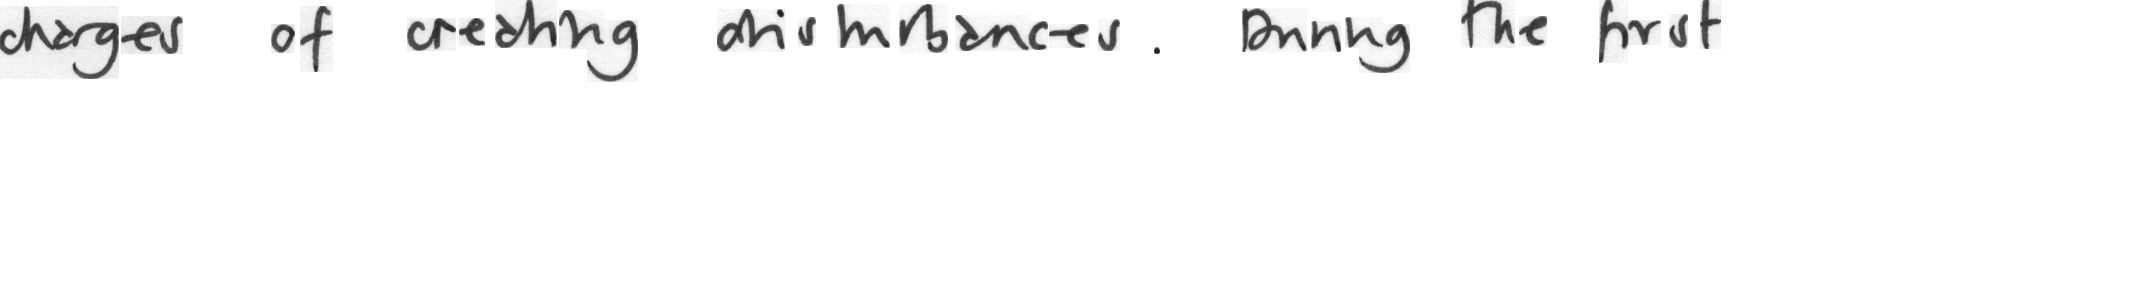 charges of creating disturbances. During the first